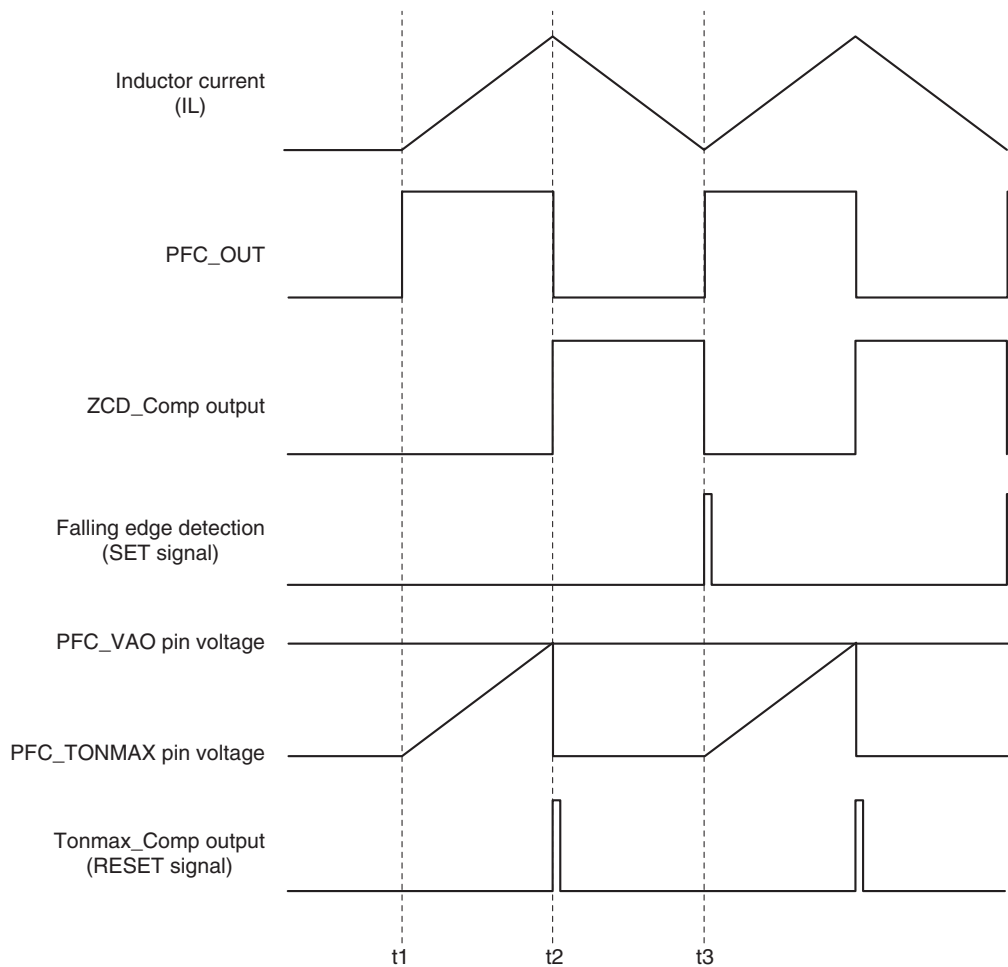 Inductor current
(IL)
PFC_OUT
ZCD_Comp output
Falling edge detection
(SET signal)
PFC_VAO pin voltage
PFC_TONMAX pin voltage
Tonmax_Comp output
(RESET signal)
t1 t2 t3